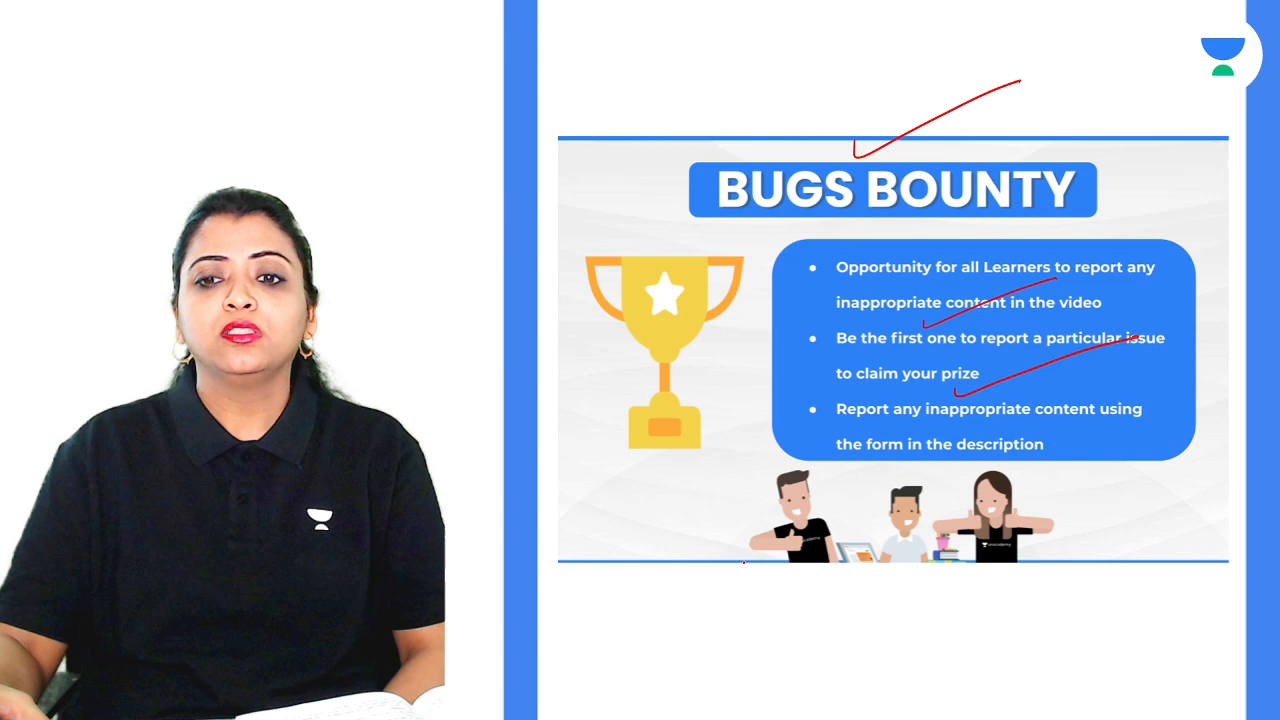 BUGS BOUNTY
● Opportunity for all Learners to report any
inappropriate content in the video
● Be the first one to report a particular issue
to claim your prize
● Report any inappropriate content using
the form in the description